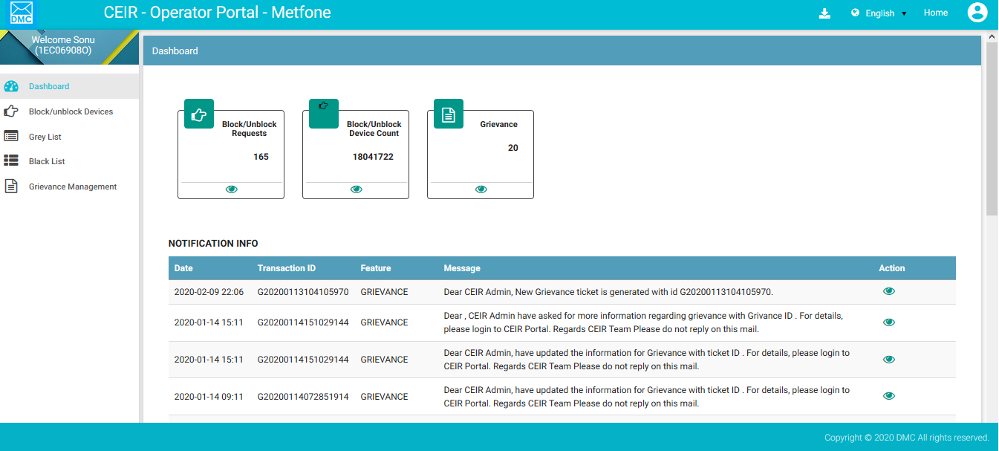 DMC
CEIR - Operator Portal - Metfone
English
Home
Welcome Sonu
(1EC06908O)
Dashboard
Block/unblock Devices
Grey List
Black List
Grievance Management
Dashboard
Block/Unblock
Requests
165
Block/Unblock
Device Count
18041722
Grievance
20
NOTIFICATION INFO
Date Transaction ID Feature Message Action
2020-02-09 22:06 G20200113104105970 GRIEVANCE Dear CEIR Admin, New Grievance ticket is generated with id G20200113104105970.
2020-01-14 15:11 G20200114151029144 GRIEVANCE Dear , CEIR Admin have asked for more information regarding grievance with Grivance ID . For details,
please login to CEIR Portal. Regards CEIR Team Please do not reply on this mail.
2020-01-14 15:11 G20200114151029144 GRIEVANCE Dear CEIR Admin, have updated the information for Grievance with ticket ID . For details, please login to
CEIR Portal. Regards CEIR Team Please do not reply on this mail.
2020-01-14 09:11 G20200114072851914 GRIEVANCE Dear CEIR Admin, have updated the information for Grievance with ticket ID . For details, please login to
CEIR Portal. Regards CEIR Team Please do not reply on this mail.
Copyright © 2020 DMC All rights reserved.